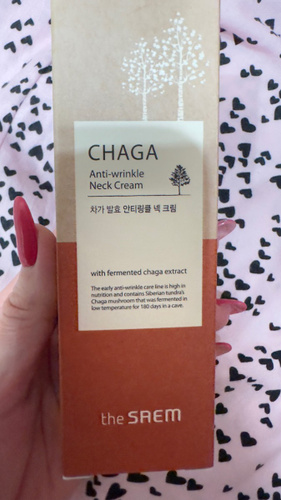 CHAGA
Anti-wrinkle
Neck Cream
차가 발효 안티링클 넥 크림
with fermented chaga extract
The early anti-wrinkle care line is high in
nutrition and contains Siberian tundra's
Chaga mushroom that was fermented in
low temperature for 180 days in a cave.
the SAEM